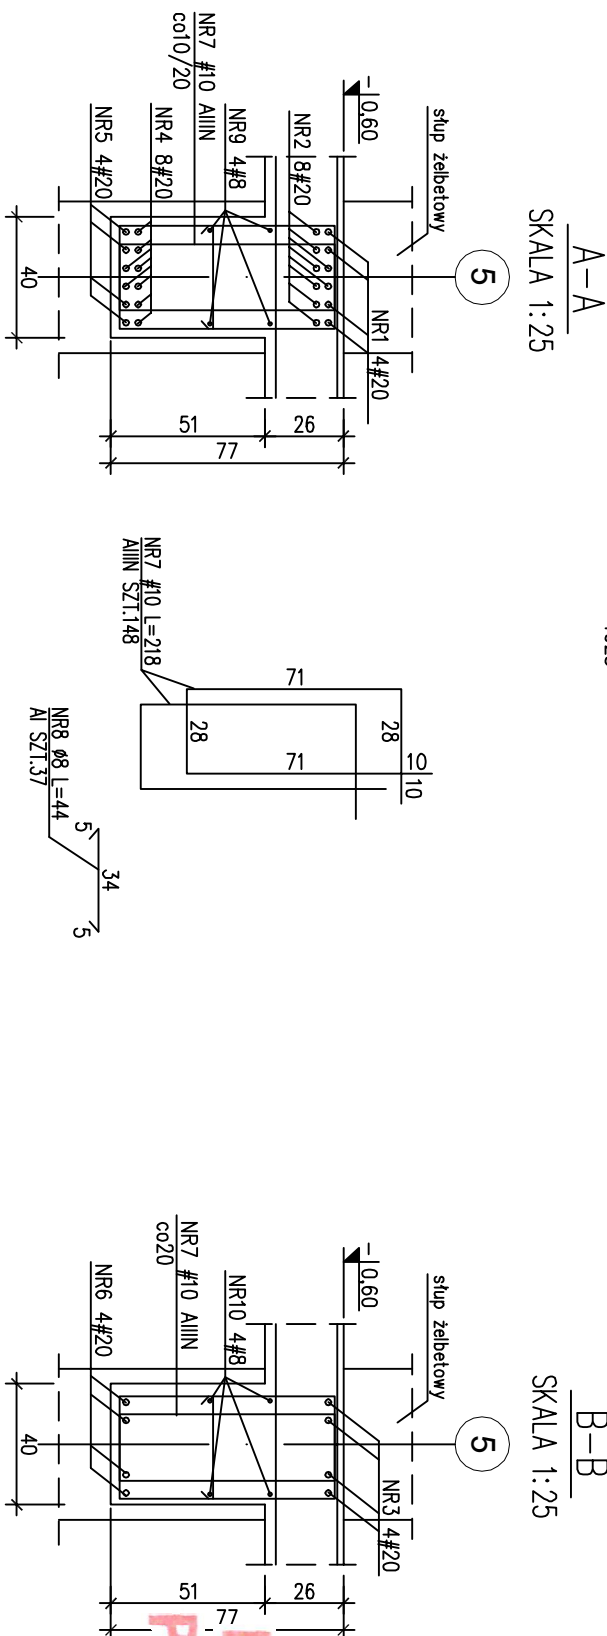 A-A
SKALA 1:25
słup żelbetowy
-0,60
NR2 8#20
NR9 4#8
NR7 #10 AIIIN
co10/20
NR4 8#20
NR5 4#20
5
NR1 4#20
40
51
26
77
NR7 #10 L=218
AIIIN SZT.148
71
28
28
71
10
10
NR8 ø8 L=44
AI SZT.37
5
34
5
B-B
SKALA 1:25
słup żelbetowy
-0,60
NR10 4#8
NR7 #10 AIIIN
co20
NR6 4#20
5
NR3 4#20
40
51
26
77